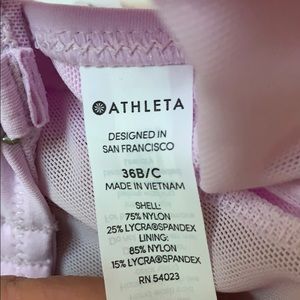 ATHLETA
DESIGNED IN
SAN FRANCISCO
36B/C
MADE IN VIETNAM
SHELL:
75% NYLON
25% LYCRA®SPANDEX
LINING:
85% NYLON
15% LYCRA®SPANDEX
RN 54023